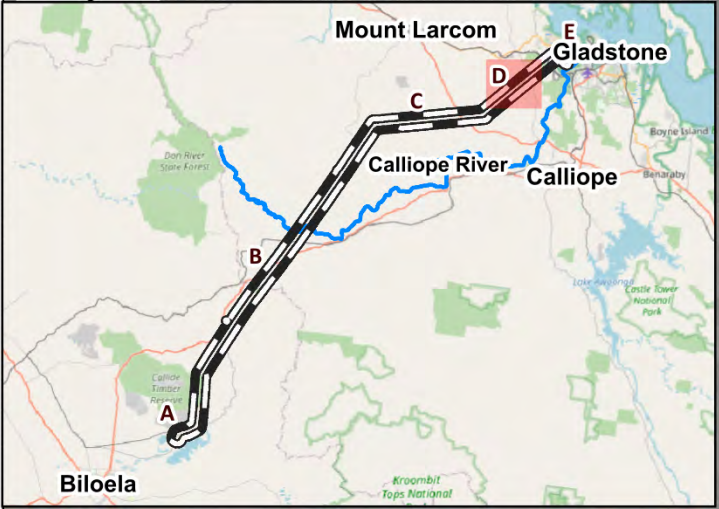 Mount Larcom
E
Gladstone
D
C
Boyne Island
Don River
State Forest
Calliope River
Calliope
Benaraby
B
Lake Awoonga
Castle Tower
National
Park
Callide
Timber
Reserve
A
Biloela
Kroombit
Tops National